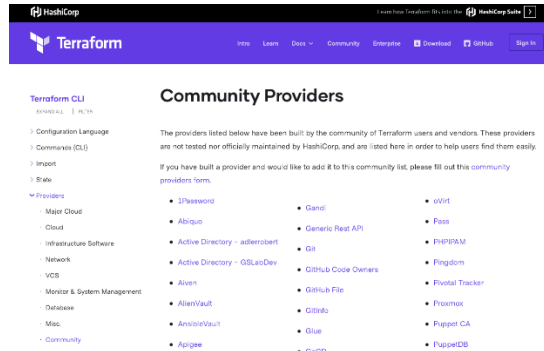 HashiCorp
Learn how Terraform fits into the HashiCorp Suite
Terraform
Intro Learn Docs Community Enterprise Download GitHub Sign In
Terraform CLI
EXPAND ALL | FILTER
Configuration Language
Commands (CLI)
Import
State
Providers
Major Cloud
Cloud
Infrastructure Software
Network
VCS
Monitor & System Management
Database
Misc.
Community
Community Providers
The providers listed below have been built by the community of Terraform users and vendors. These providers
are not tested nor officially maintained by HashiCorp, and are listed here in order to help users find them easily.
If you have built a provider and would like to add it to this community list, please fill out this community
providers form.
1Password
Abiquo
Active Directory - adlerrobert
Active Directory - GSLabDev
Aiven
AlienVault
AnsibleVault
Apigee
Gandi
Generic Rest API
Git
GitHub Code Owners
GitHub File
GitInfo
Glue
GoCD
oVirt
Pass
PHPIPAM
Pingdom
Pivotal Tracker
Proxmox
Puppet CA
PuppetDB